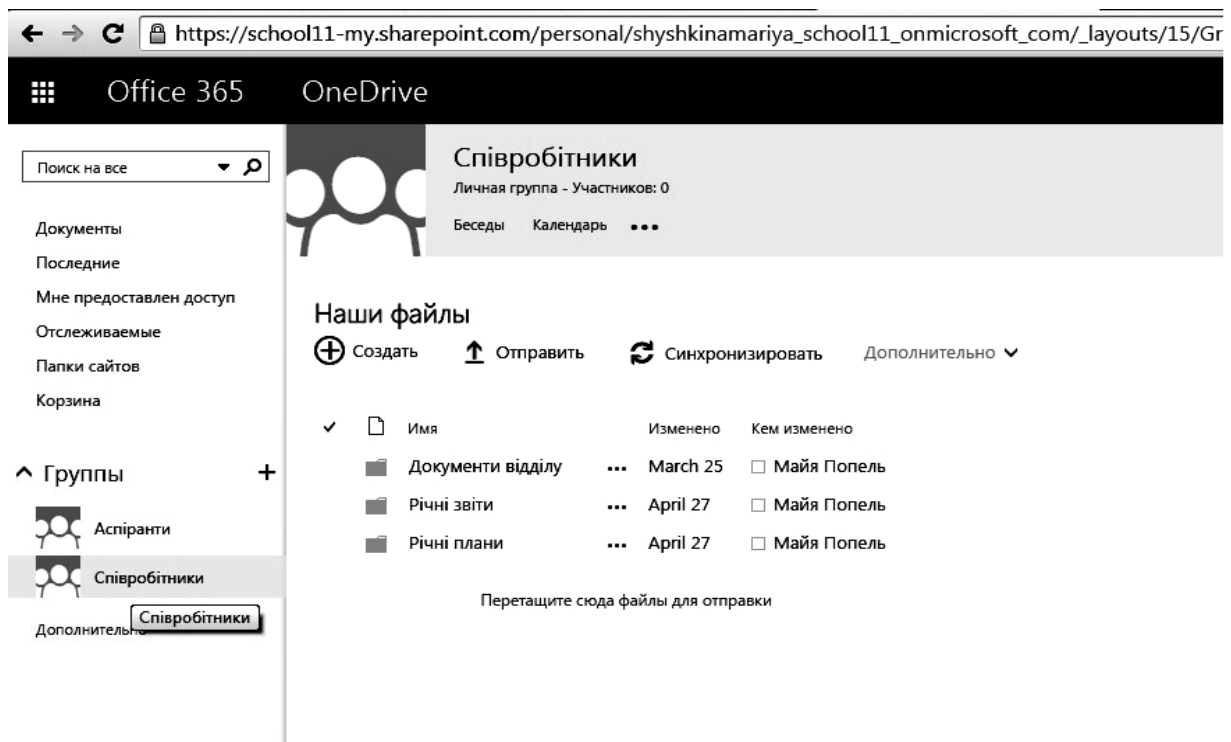 https://school11-my.sharepoint.com/personal/shyshkinamariya_school11_onmicrosoft_com/_layouts/15/Gr
Office 365 OneDrive
Поиск на все
Документы
Последние
Мне предоставлен доступ
Отслеживаемые
Папки сайтов
Корзина
Группы
Аспіранти
Співробітники
Співробітники
Дополнительно
Співробітники
Личная группа - Участников: 0
Беседы Календарь •••
Наши файлы
Создать Отправить Синхронизировать Дополнительно
Имя Изменено Кем изменено
Документи відділу ••• March 25 Майя Попель
Річні звіти ••• April 27 Майя Попель
Річні плани ••• April 27 Майя Попель
Перетащите сюда файлы для отправки